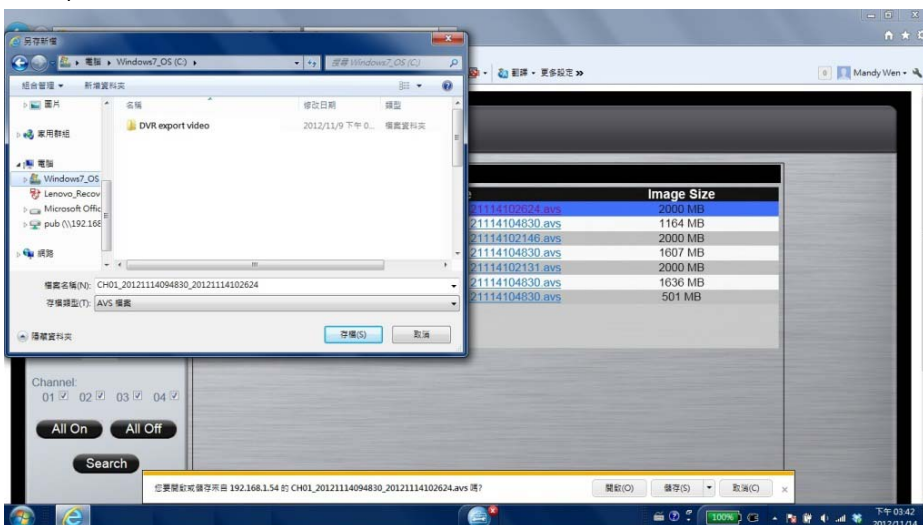 另存新檔
電腦 ▸ Windows7_OS (C:) ▸
搜尋 Windows7_OS (C:)
組合管理 ▾ 新增資料夾
翻譯 ▾ 更多設定 »
Mandy Wen ▾
圖片
家用群組
電腦
Windows7_OS
Lenovo_Recov
Microsoft Offic
pub (\\192.168
網路
名稱 修改日期 類型
DVR export video 2012/11/9 下午 0... 檔案資料夾
檔案名稱(N): CH01_20121114094830_20121114102624
存檔類型(T): AVS 檔案
隱藏資料夾 存檔(S) 取消
Image Size
21114102624.avs 2000 MB
21114104830.avs 1164 MB
21114102146.avs 2000 MB
21114104830.avs 1607 MB
21114102131.avs 2000 MB
21114104830.avs 1636 MB
21114104830.avs 501 MB
Channel:
01 02 03 04
All On All Off
Search
您要開啟或儲存來自 192.168.1.54 的 CH01_20121114094830_20121114102624.avs 嗎?
開啟(O) 儲存(S) 取消(C)
100%
下午 03:42